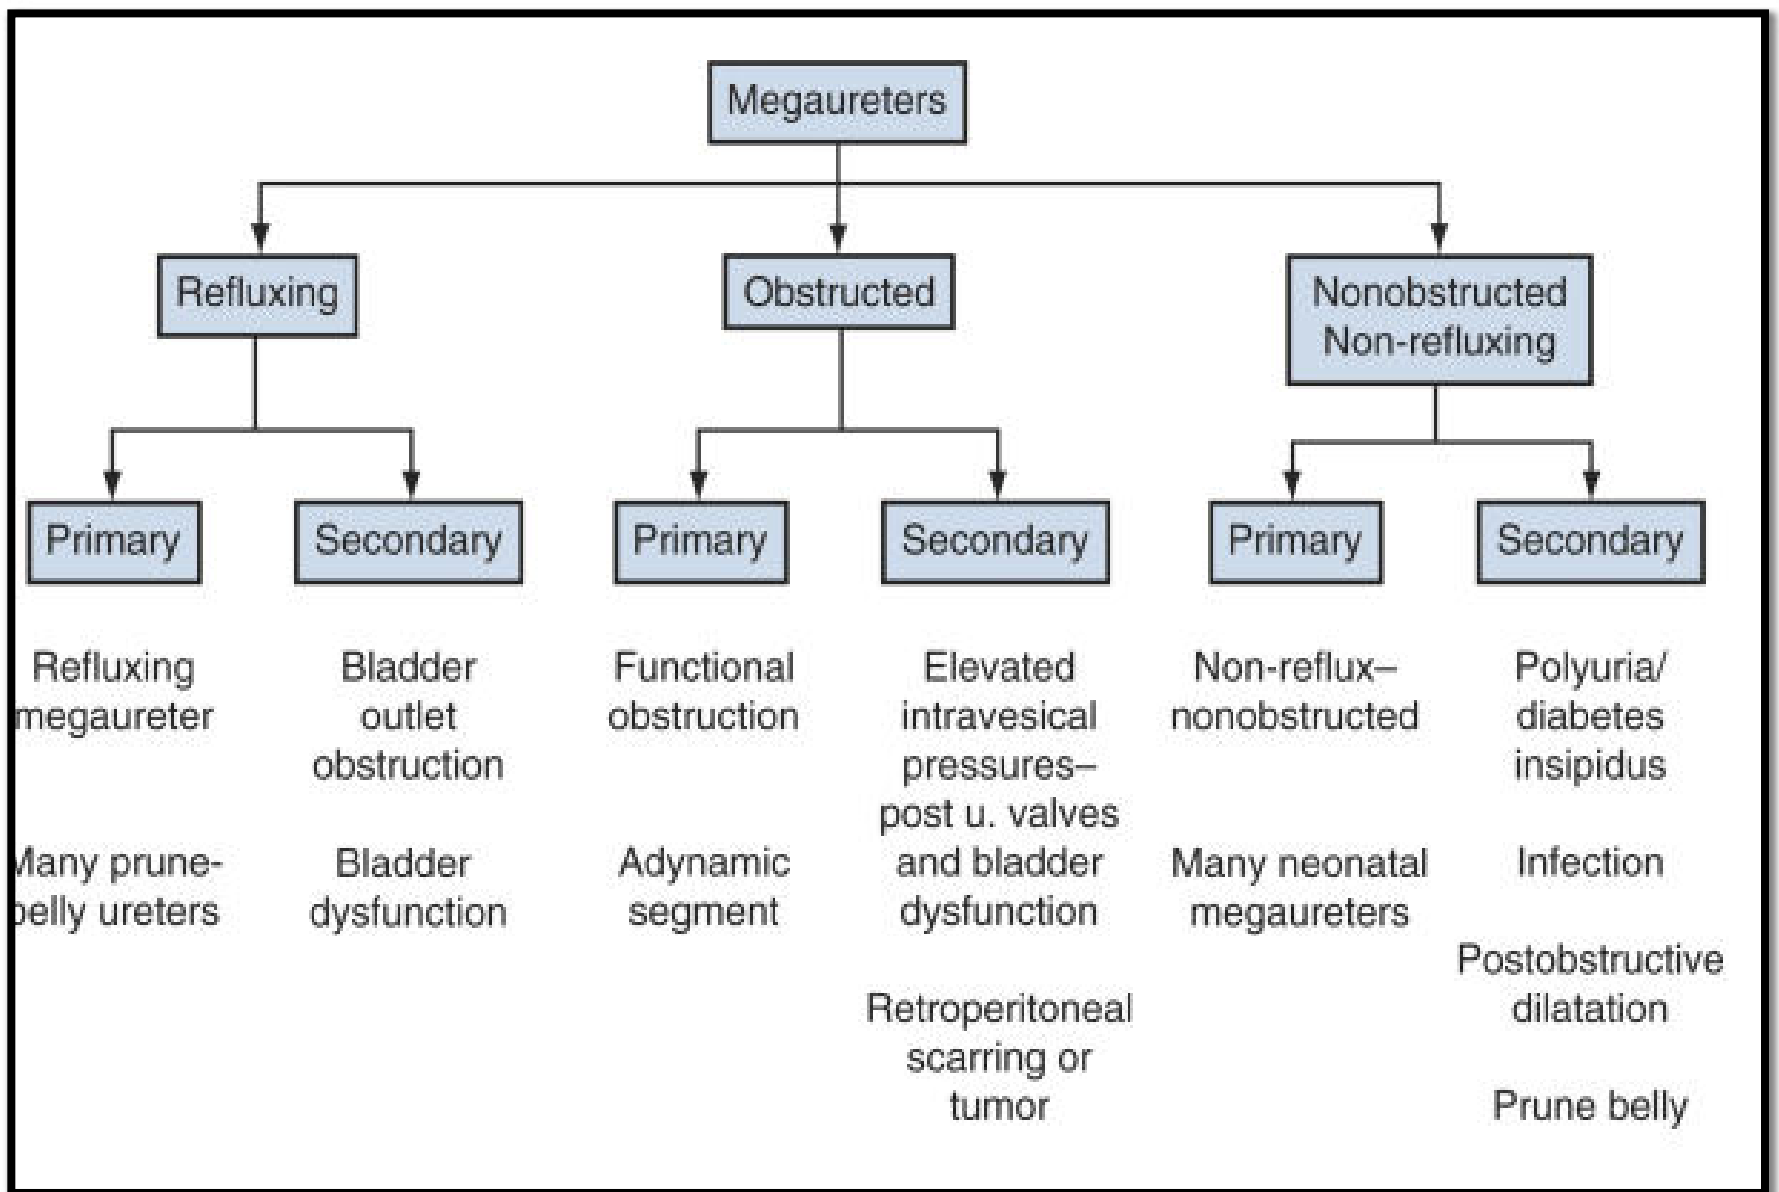 Megaureters
Refluxing
Obstructed
Nonobstructed
Non-refluxing
Primary
Secondary
Primary
Secondary
Primary
Secondary
Refluxing
megaureter
Many prune-
belly ureters
Bladder
outlet
obstruction
Bladder
dysfunction
Functional
obstruction
Adynamic
segment
Elevated
intravesical
pressures–
post u. valves
and bladder
dysfunction
Retroperitoneal
scarring or
tumor
Non-reflux–
nonobstructed
Many neonatal
megaureters
Polyuria/
diabetes
insipidus
Infection
Postobstructive
dilatation
Prune belly